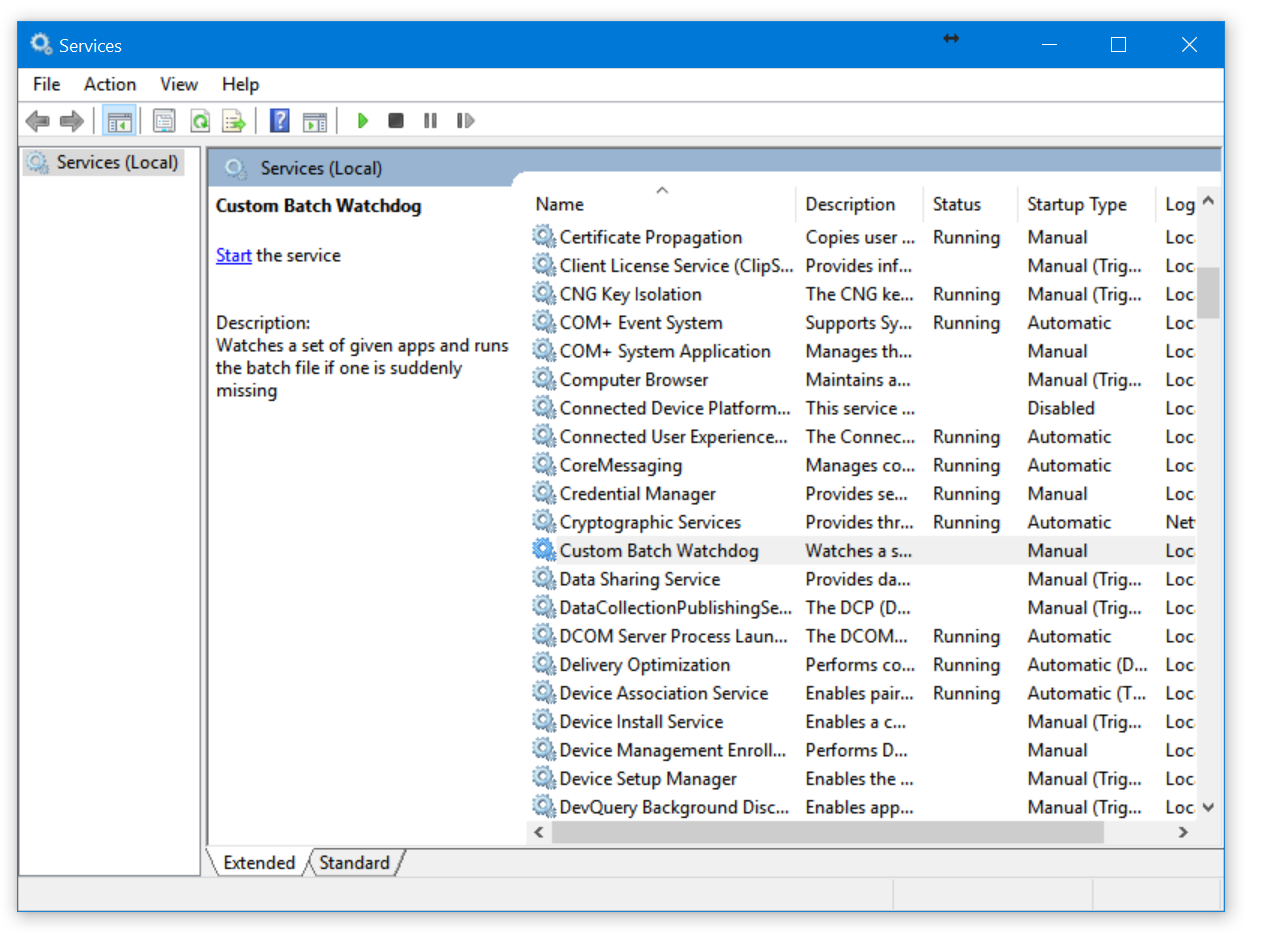 Services
File Action View Help
Services (Local)
Services (Local)
Custom Batch Watchdog
Start the service
Description:
Watches a set of given apps and runs
the batch file if one is suddenly
missing
Name Description Status Startup Type Log
Certificate Propagation Copies user ... Running Manual Loc
Client License Service (ClipS... Provides inf... Manual (Trig... Loc
CNG Key Isolation The CNG ke... Running Manual (Trig... Loc
COM+ Event System Supports Sy... Running Automatic Loc
COM+ System Application Manages th... Manual Loc
Computer Browser Maintains a... Manual (Trig... Loc
Connected Device Platform... This service ... Disabled Loc
Connected User Experience... The Connec... Running Automatic Loc
CoreMessaging Manages co... Running Automatic Loc
Credential Manager Provides se... Running Manual Loc
Cryptographic Services Provides thr... Running Automatic Net
Custom Batch Watchdog Watches a s... Manual Loc
Data Sharing Service Provides da... Manual (Trig... Loc
DataCollectionPublishingSe... The DCP (D... Manual (Trig... Loc
DCOM Server Process Laun... The DCOM... Running Automatic Loc
Delivery Optimization Performs co... Running Automatic (D... Loc
Device Association Service Enables pair... Running Automatic (T... Loc
Device Install Service Enables a c... Manual (Trig... Loc
Device Management Enroll... Performs D... Manual Loc
Device Setup Manager Enables the ... Manual (Trig... Loc
DevQuery Background Disc... Enables app... Manual (Trig... Loc
Extended Standard